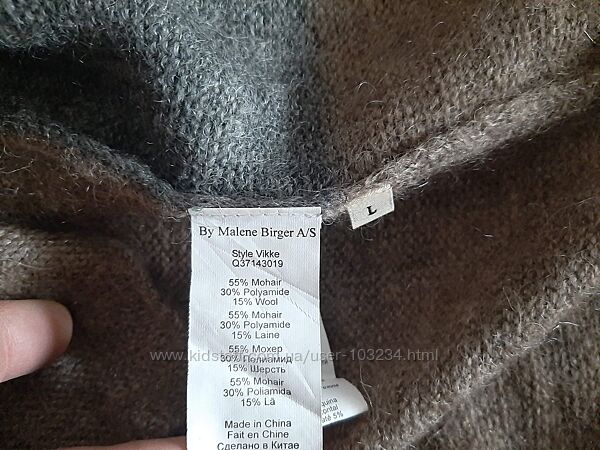 By Malene Birger A/S
Style Vikke
Q37143019
55% Mohair
30% Polyamide
15% Wool
55% Mohair
30% Polyamide
15% Laine
55% Мохер
30% Полиамид
15% Шерсть
55% Mohair
30% Poliamida
15% Lã
Made in China
Fait en Chine
Сделано в Китае
L
até 5%